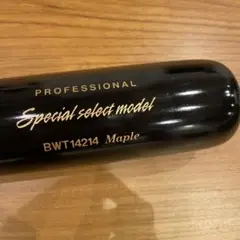 PROFESSIONAL
Special select model
BWT14214 Maple